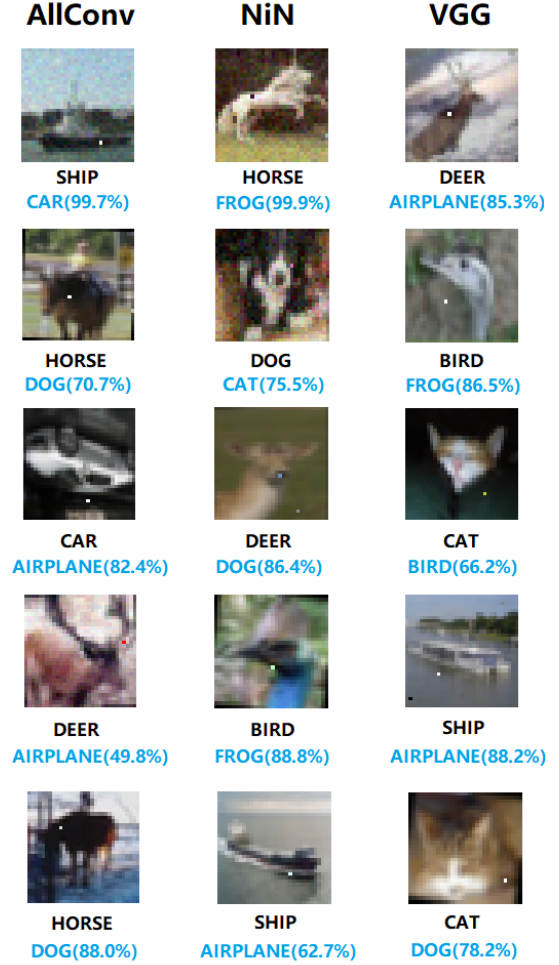 AllConv NiN VGG
SHIP HORSE DEER
CAR(99.7%) FROG(99.9%) AIRPLANE(85.3%)
HORSE DOG BIRD
DOG(70.7%) CAT(75.5%) FROG(86.5%)
CAR DEER CAT
AIRPLANE(82.4%) DOG(86.4%) BIRD(66.2%)
DEER BIRD SHIP
AIRPLANE(49.8%) FROG(88.8%) AIRPLANE(88.2%)
HORSE SHIP CAT
DOG(88.0%) AIRPLANE(62.7%) DOG(78.2%)